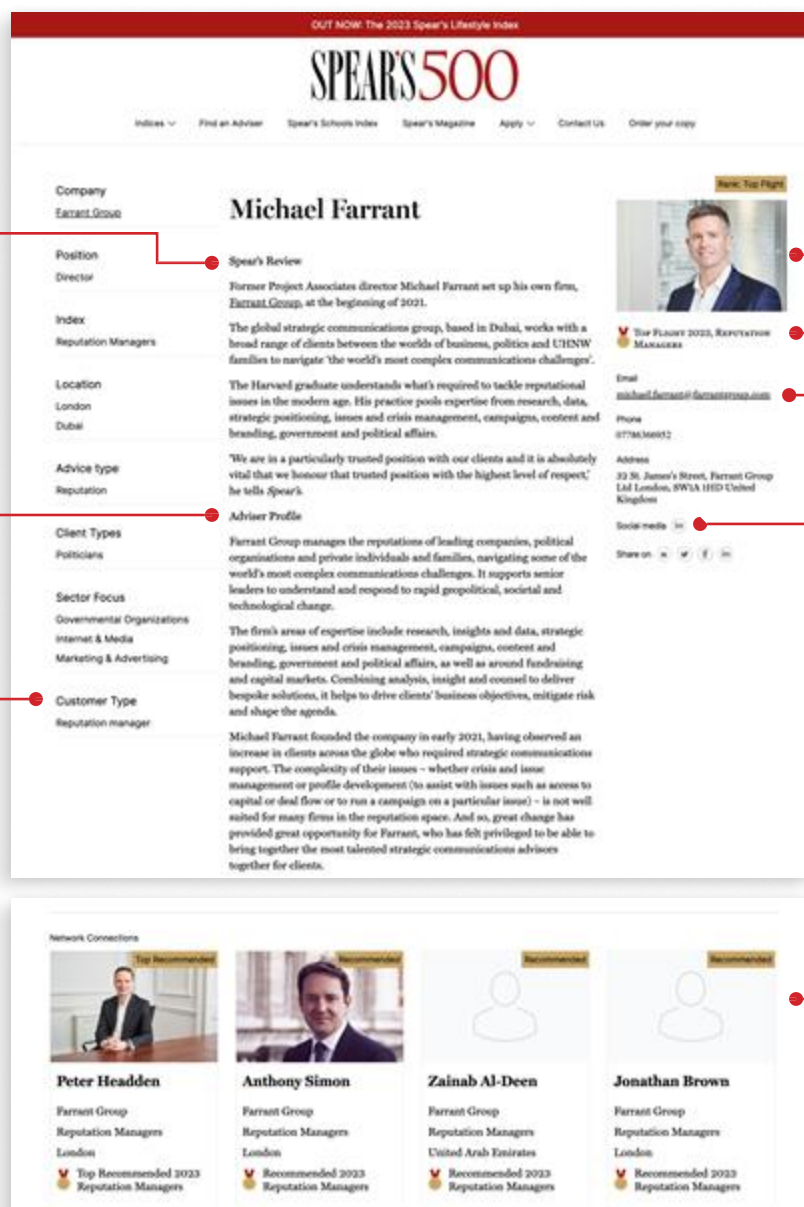 OUT NOW: The 2023 Spear's Lifestyle Index
SPEAR'S 500
Indices
Find an Adviser
Spear's Schools Index
Spear's Magazine
Apply
Contact Us
Order your copy
Company
Farrant Group
Position
Director
Index
Reputation Managers
Location
London
Dubai
Advice type
Reputation
Client Types
Politicians
Sector Focus
Governmental Organizations
Internet & Media
Marketing & Advertising
Customer Type
Reputation manager
Michael Farrant
Spear's Review
Former Project Associates director Michael Farrant set up his own firm,
Farrant Group, at the beginning of 2021.
The global strategic communications group, based in Dubai, works with a
broad range of clients between the worlds of business, politics and UHNW
families to navigate 'the world's most complex communications challenges'.
The Harvard graduate understands what's required to tackle reputational
issues in the modern age. His practice pools expertise from research, data,
strategic positioning, issues and crisis management, campaigns, content and
branding, government and political affairs.
'We are in a particularly trusted position with our clients and it is absolutely
vital that we honour that trusted position with the highest level of respect,'
he tells Spear's.
Adviser Profile
Farrant Group manages the reputations of leading companies, political
organisations and private individuals and families, navigating some of the
world's most complex communications challenges. It supports senior
leaders to understand and respond to rapid geopolitical, societal and
technological change.
The firm's areas of expertise include research, insights and data, strategic
positioning, issues and crisis management, campaigns, content and
branding, government and political affairs, as well as around fundraising
and capital markets. Combining analysis, insight and counsel to deliver
bespoke solutions, it helps to drive clients' business objectives, mitigate risk
and shape the agenda.
Michael Farrant founded the company in early 2021, having observed an
increase in clients across the globe who required strategic communications
support. The complexity of their issues – whether crisis and issue
management or profile development (to assist with issues such as access to
capital or deal flow or to run a campaign on a particular issue) – is not well
suited for many firms in the reputation space. And so, great change has
provided great opportunity for Farrant, who has felt privileged to be able to
bring together the most talented strategic communications advisors
together for clients.
Rank: Top Flight
Top Flight 2023, Reputation
Managers
Email
michael.farrant@farrantgroup.com
Phone
Address
32 St. James's Street, Farrant Group
Ltd London, SW1A 1HD United
Kingdom
Social media in
Share on
Network Connections
Top Recommended
Peter Headden
Farrant Group
Reputation Managers
London
Top Recommended 2023
Reputation Managers
Recommended
Anthony Simon
Farrant Group
Reputation Managers
London
Recommended 2023
Reputation Managers
Recommended
Zainab Al-Deen
Farrant Group
Reputation Managers
United Arab Emirates
Recommended 2023
Reputation Managers
Recommended
Jonathan Brown
Farrant Group
Reputation Managers
London
Recommended 2023
Reputation Managers